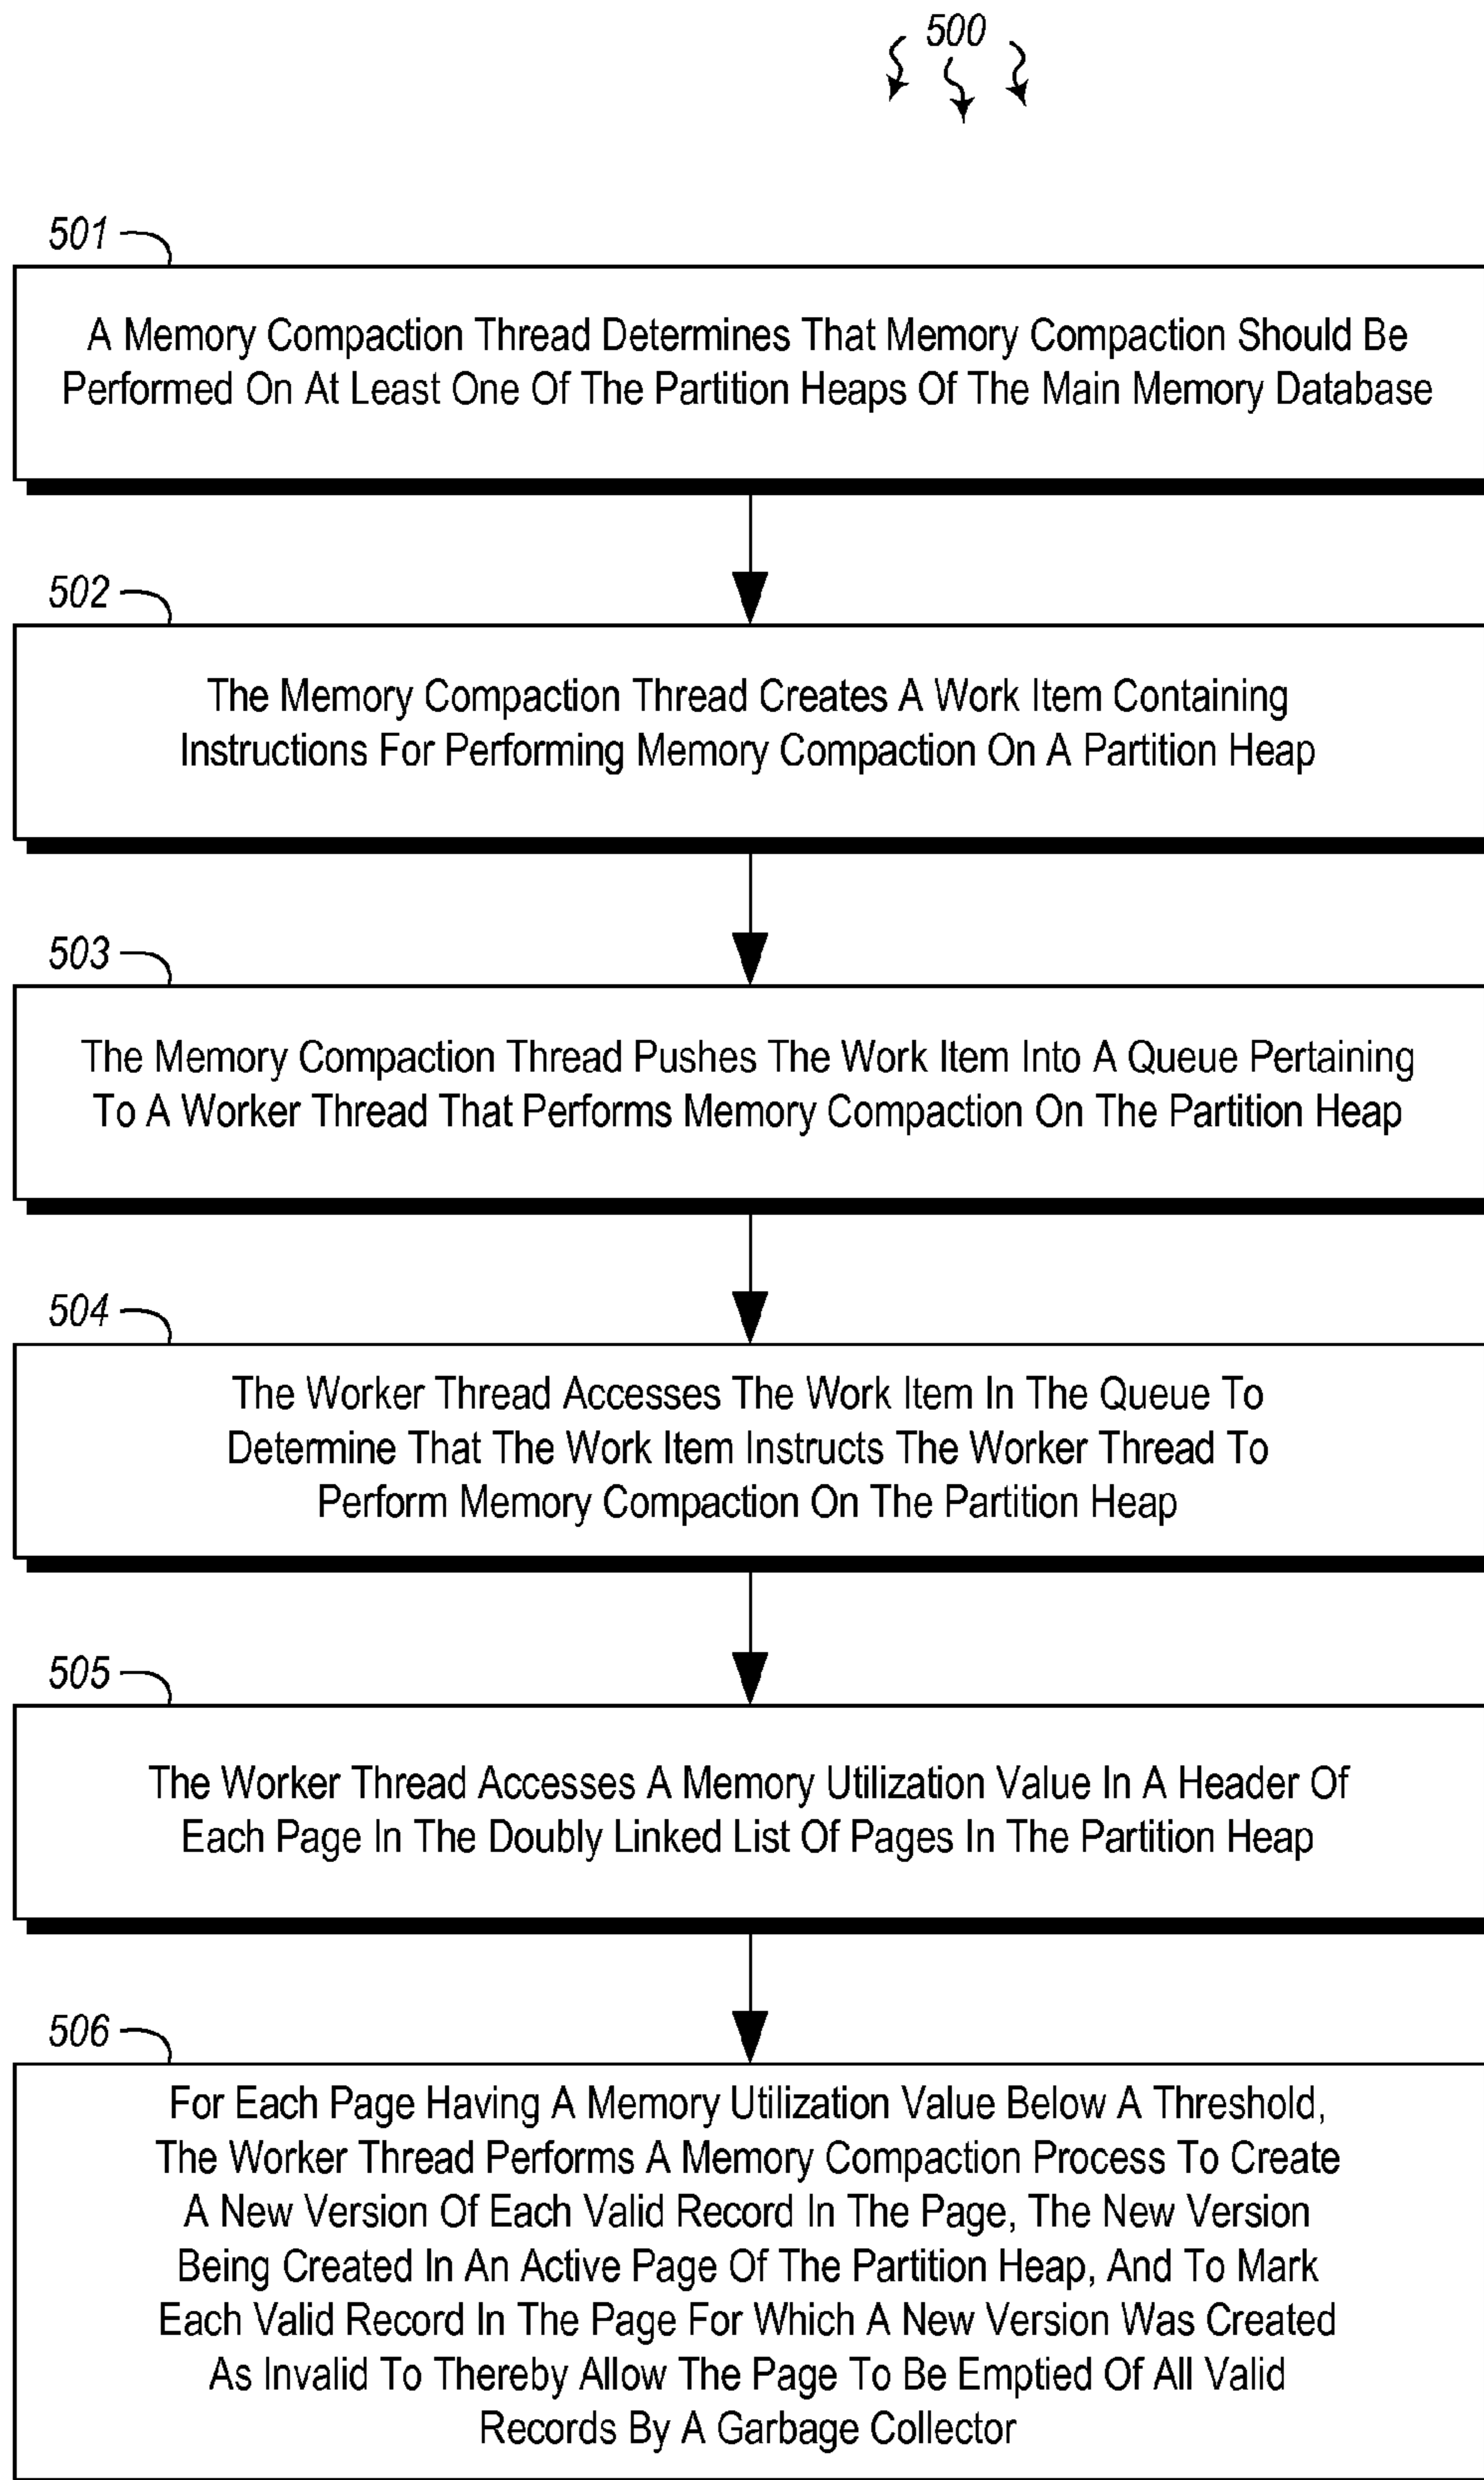 500
501
A Memory Compaction Thread Determines That Memory Compaction Should Be
Performed On At Least One Of The Partition Heaps Of The Main Memory Database
502
The Memory Compaction Thread Creates A Work Item Containing
Instructions For Performing Memory Compaction On A Partition Heap
503
The Memory Compaction Thread Pushes The Work Item Into A Queue Pertaining
To A Worker Thread That Performs Memory Compaction On The Partition Heap
504
The Worker Thread Accesses The Work Item In The Queue To
Determine That The Work Item Instructs The Worker Thread To
Perform Memory Compaction On The Partition Heap
505
The Worker Thread Accesses A Memory Utilization Value In A Header Of
Each Page In The Doubly Linked List Of Pages In The Partition Heap
506
For Each Page Having A Memory Utilization Value Below A Threshold,
The Worker Thread Performs A Memory Compaction Process To Create
A New Version Of Each Valid Record In The Page, The New Version
Being Created In An Active Page Of The Partition Heap, And To Mark
Each Valid Record In The Page For Which A New Version Was Created
As Invalid To Thereby Allow The Page To Be Emptied Of All Valid
Records By A Garbage Collector